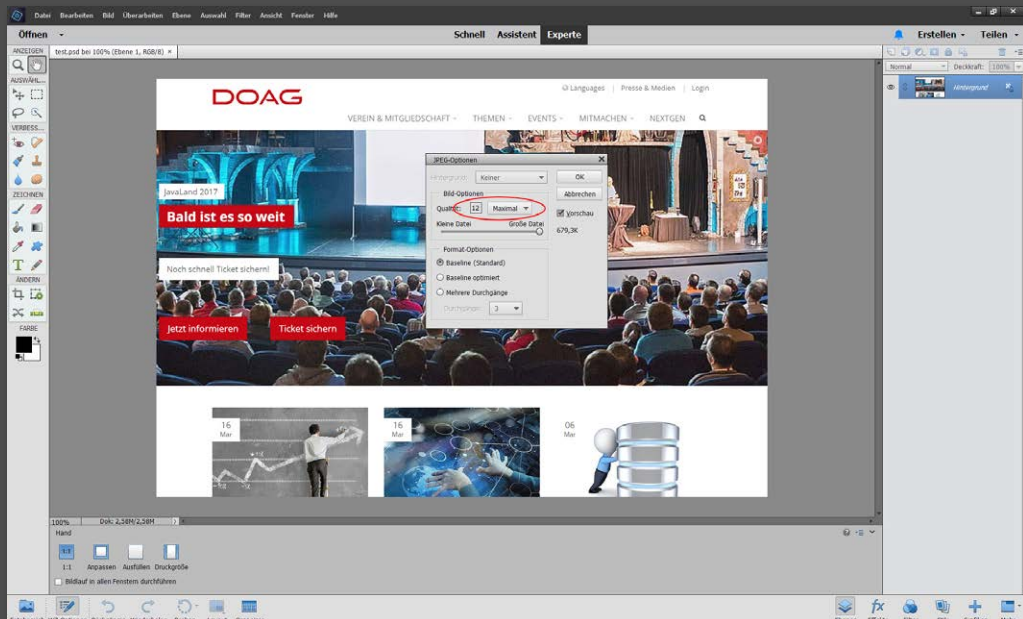 Datei Bearbeiten Bild Überarbeiten Ebene Auswahl Filter Ansicht Fenster Hilfe
Öffnen
Schnell Assistent Experte
Erstellen Teilen
ANZEIGEN
test.psd bei 100% (Ebene 1, RGB/8) ×
AUSWÄHL...
VERBESS...
ZEICHNEN
ÄNDERN
FARBE
Normal Deckkraft: 100%
Hintergrund
DOAG
Languages | Presse & Medien | Login
VEREIN & MITGLIEDSCHAFT THEMEN EVENTS MITMACHEN NEXTGEN
JavaLand 2017
Bald ist es so weit
Noch schnell Ticket sichern!
Jetzt informieren Ticket sichern
JPEG-Optionen
Hintergrund: Keiner
OK
Bild-Optionen
Abbrechen
Qualität: 12 Maximal
Vorschau
Kleine Datei Große Datei
679,3K
Format-Optionen
Baseline (Standard)
Baseline optimiert
Mehrere Durchgänge
Durchgänge: 3
16
Mar
16
Mar
06
Mar
100% Dok: 2,58M/2,58M
Hand
1:1
1:1 Anpassen Ausfüllen Druckgröße
Bildlauf in allen Fenstern durchführen
fx